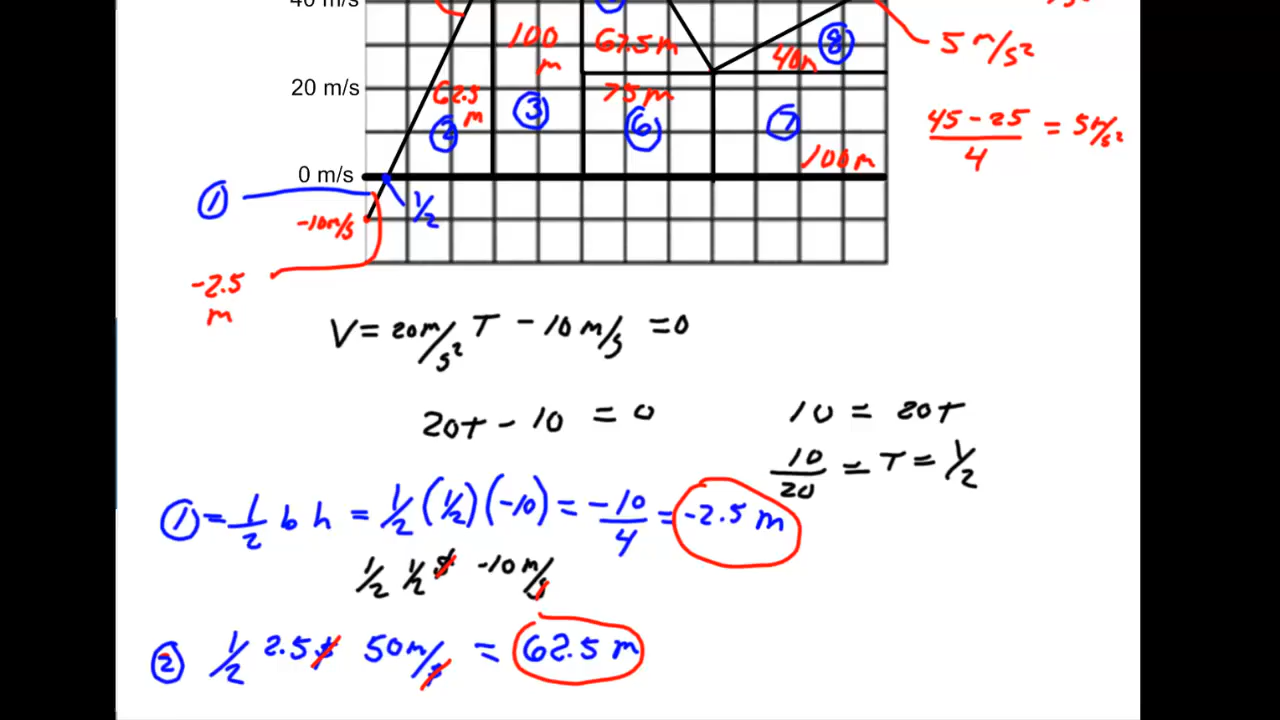 40 m/s
100 m
67.5 m
8
40m
5 m/s²
20 m/s
62.5 m
3
75 m
6
7
45 - 25 / 4 = 5m/s²
2
100m
0 m/s
1
1/2
-10m/s
-2.5 m
V = 20m/s² T - 10 m/s = 0
20T - 10 = 0
10 = 20T
10/20 = T = 1/2
① = 1/2 b h = 1/2 (1/2) (-10) = -10/4 = -2.5 m
1/2 1/2 s -10 m/s
② 1/2 2.5 s 50 m/s = 62.5 m